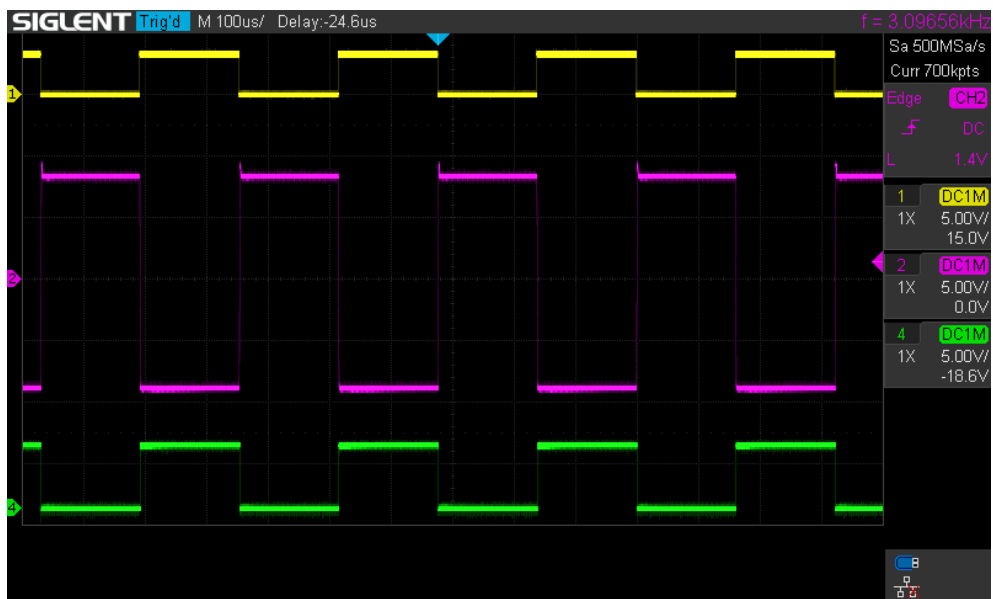 SIGLENT Trig'd M 100us/ Delay:-24.6us f = 3.09656kHz
Sa 500MSa/s
Curr 700kpts
Edge CH2
DC
L 1.4V
1 DC1M
1X 5.00V/
15.0V
2 DC1M
1X 5.00V/
0.0V
4 DC1M
1X 5.00V/
-18.6V
1
2
4